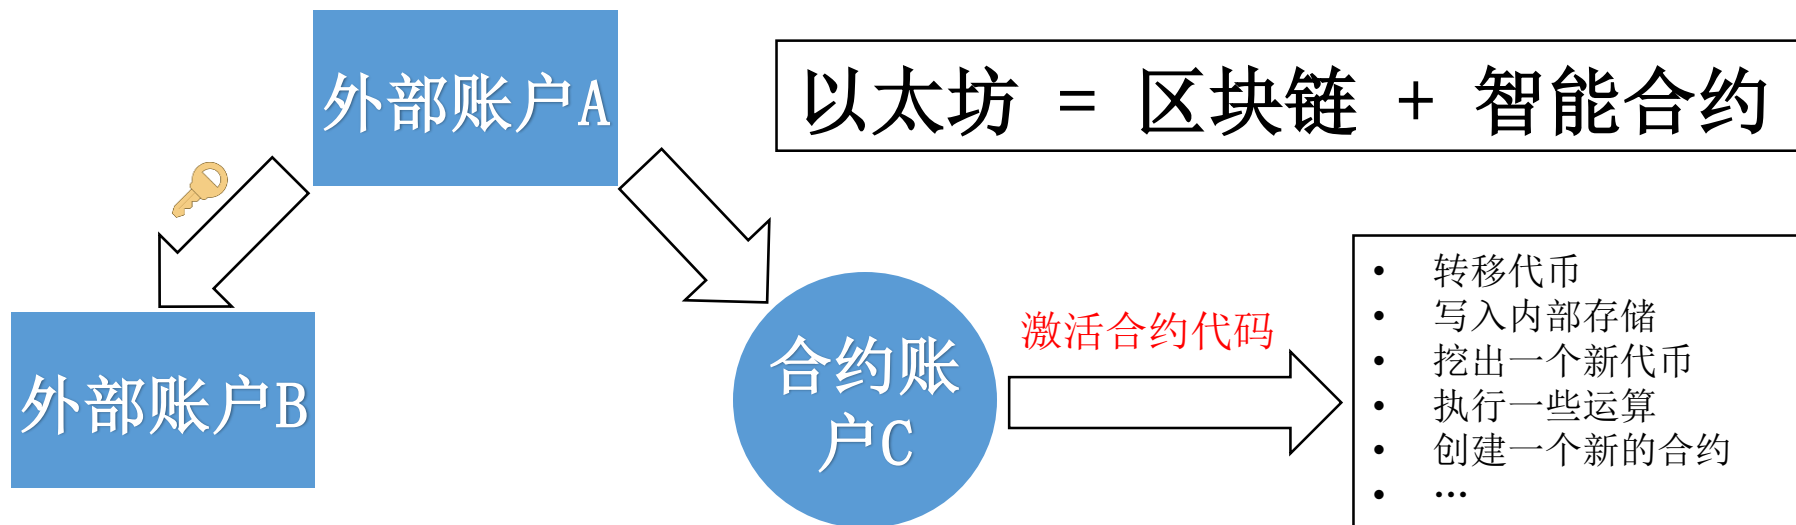 外部账户A
以太坊 = 区块链 + 智能合约
外部账户B
合约账
户C
激活合约代码
• 转移代币
• 写入内部存储
• 挖出一个新代币
• 执行一些运算
• 创建一个新的合约
• …